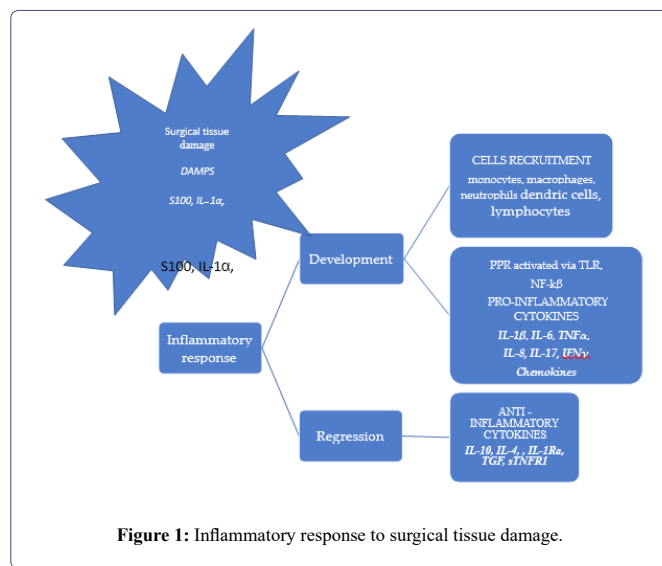 Surgical tissue
damage
DAMPS
S100, IL-1α,
S100, IL-1α,
Inflammatory
response
Development
CELLS RECRUITMENT
monocytes, macrophages,
neutrophils dendric cells,
lymphocytes
PPR activated via TLR,
NF-kß
PRO-INFLAMMATORY
CYTOKINES
IL-1ß, IL-6, TNFα,
IL-8, IL-17, IFNγ
Chemokines
Regression
ANTI -
INFLAMMATORY
CYTOKINES
IL-10, IL-4, , IL-1Ra,
TGF, sTNFR1
Figure 1: Inflammatory response to surgical tissue damage.